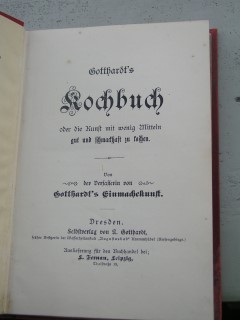 Gotthardt's
Kochbuch
oder die Kunst mit wenig Mitteln
gut und schmackhaft zu kochen.
Von
der Verfasserin von
Gotthardt's Einmachekunst.
Dresden.
Selbstverlag von L. Gotthardt,
Auslieferung für den Buchhandel bei:
L. Fernau, Leipzig,